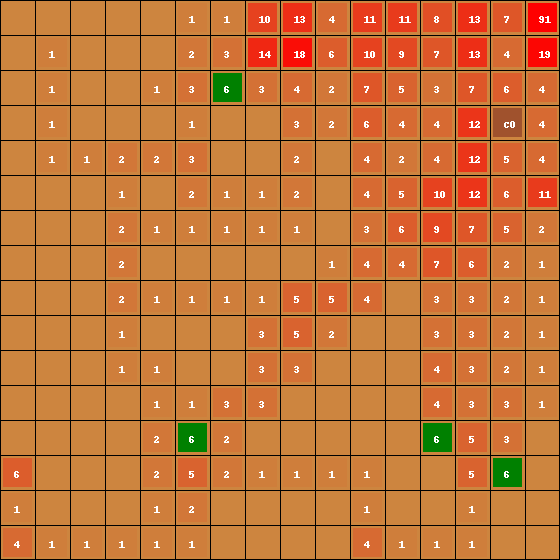 1 1 10 13 4 11 11 8 13 7 91
1 2 3 14 18 6 10 9 7 13 4 19
1 1 3 6 3 4 2 7 5 3 7 6 4
1 1 3 2 6 4 4 12 c0 4
1 1 2 2 3 2 4 2 4 12 5 4
1 2 1 1 2 4 5 10 12 6 11
2 1 1 1 1 1 3 6 9 7 5 2
2 1 4 4 7 6 2 1
2 1 1 1 1 5 5 4 3 3 2 1
1 3 5 2 3 3 2 1
1 1 3 3 4 3 2 1
1 1 3 3 4 3 3 1
2 6 2 6 5 3
6 2 5 2 1 1 1 1 5 6
1 1 2 1 1
4 1 1 1 1 1 4 1 1 1